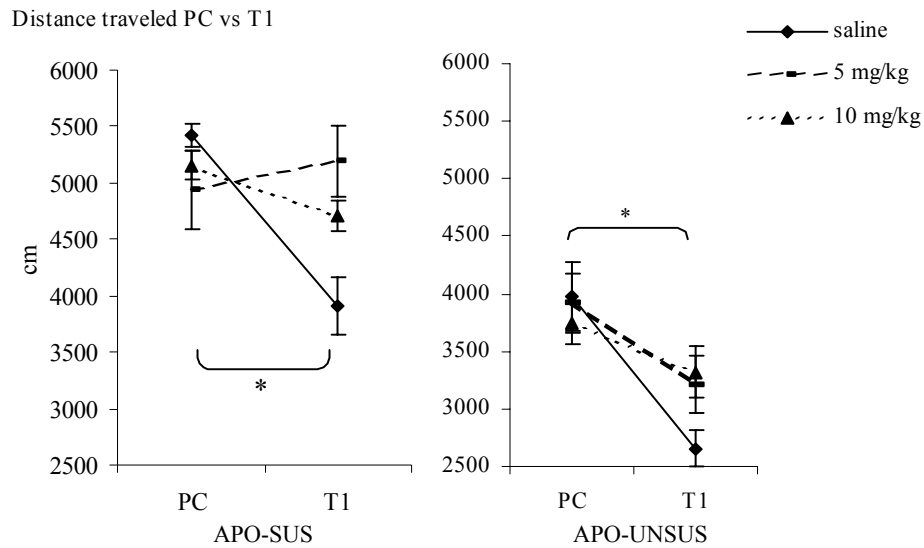 Distance traveled PC vs T1
saline
5 mg/kg
10 mg/kg
6000
5500
5000
4500
4000
3500
3000
2500
cm
*
PC T1
APO-SUS
6000
5500
5000
4500
4000
3500
3000
2500
*
PC T1
APO-UNSUS